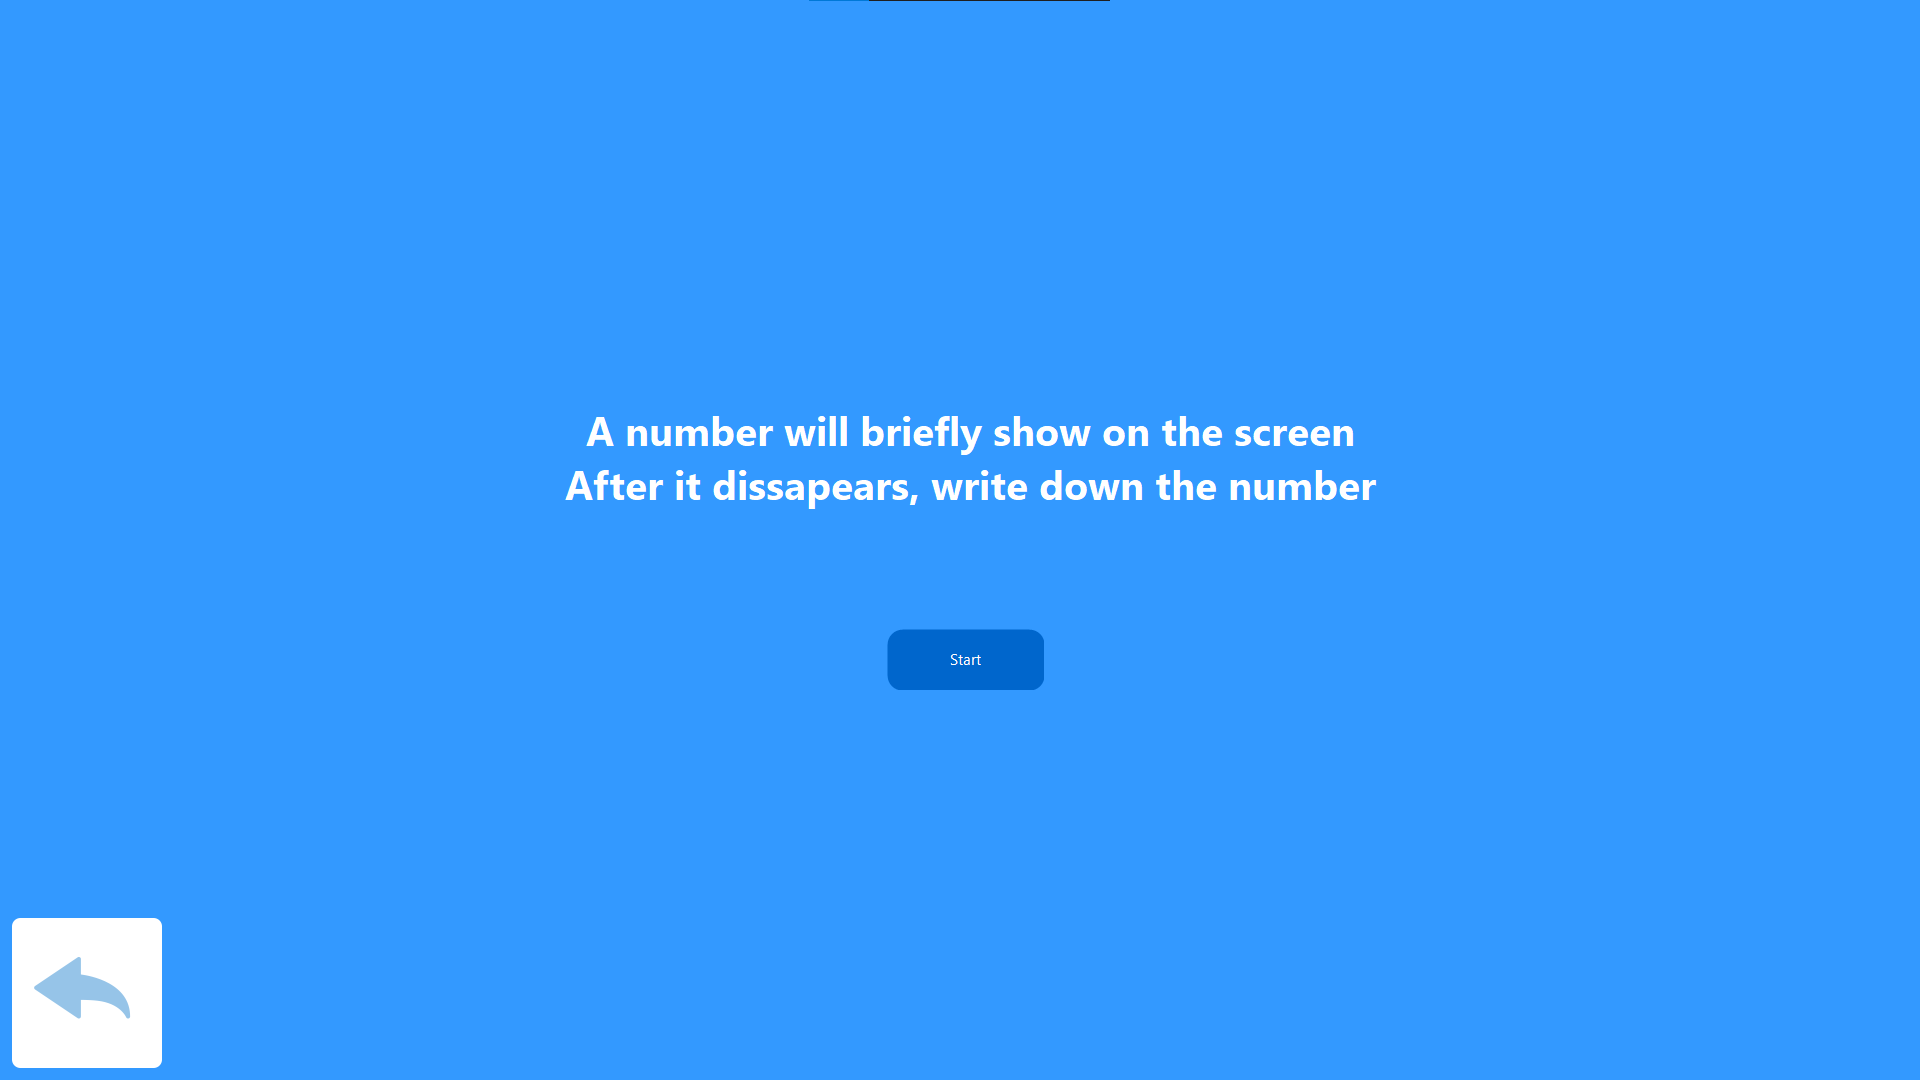 A number will briefly show on the screen
After it dissapears, write down the number
Start